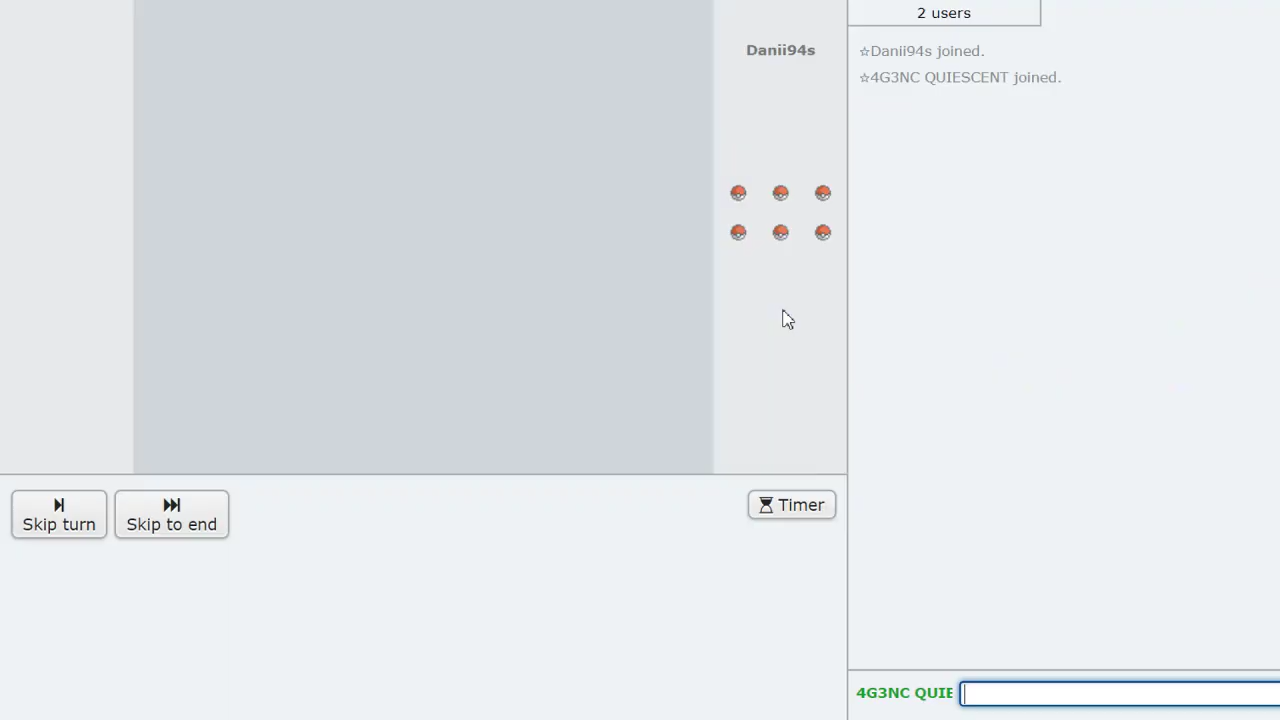 2 users
Danii94s
☆Danii94s joined.
☆4G3NC QUIESCENT joined.
Skip turn
Skip to end
Timer
4G3NC QUIE